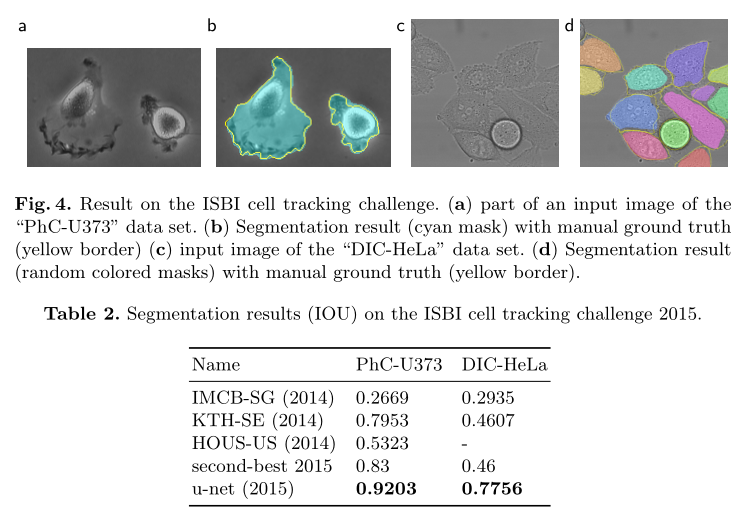 a b c d
Fig. 4. Result on the ISBI cell tracking challenge. (a) part of an input image of the
“PhC-U373” data set. (b) Segmentation result (cyan mask) with manual ground truth
(yellow border) (c) input image of the “DIC-HeLa” data set. (d) Segmentation result
(random colored masks) with manual ground truth (yellow border).
Table 2. Segmentation results (IOU) on the ISBI cell tracking challenge 2015.
Name PhC-U373 DIC-HeLa
IMCB-SG (2014) 0.2669 0.2935
KTH-SE (2014) 0.7953 0.4607
HOUS-US (2014) 0.5323 -
second-best 2015 0.83 0.46
u-net (2015) 0.9203 0.7756